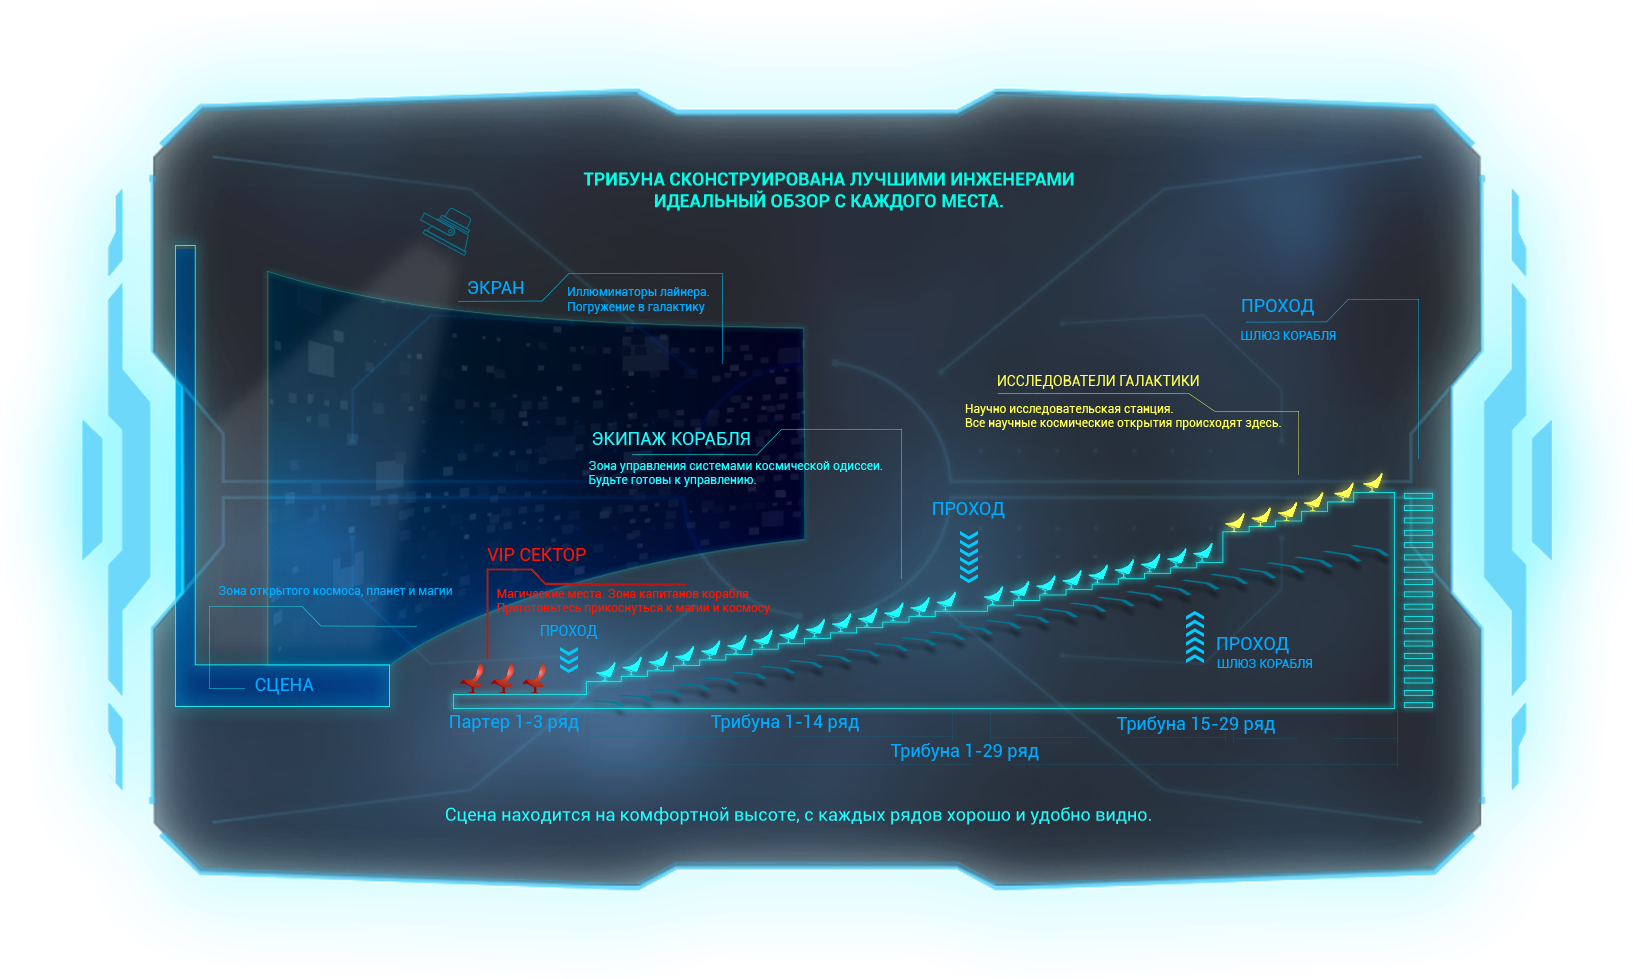 ТРИБУНА СКОНСТРУИРОВАНА ЛУЧШИМИ ИНЖЕНЕРАМИ
ИДЕАЛЬНЫЙ ОБЗОР С КАЖДОГО МЕСТА.
ЭКРАН
Иллюминаторы лайнера.
Погружение в галактику
ПРОХОД
ШЛЮЗ КОРАБЛЯ
ИССЛЕДОВАТЕЛИ ГАЛАКТИКИ
Научно исследовательская станция.
Все научные космические открытия происходят здесь.
ЭКИПАЖ КОРАБЛЯ
Зона управления системами космической одиссеи.
Будьте готовы к управлению.
ПРОХОД
VIP СЕКТОР
Магические места. Зона капитанов корабля.
Приготовьтесь прикоснуться к магии и космосу
Зона открытого космоса, планет и магии
ПРОХОД
ПРОХОД
ШЛЮЗ КОРАБЛЯ
СЦЕНА
Партер 1-3 ряд
Трибуна 1-14 ряд
Трибуна 15-29 ряд
Трибуна 1-29 ряд
Сцена находится на комфортной высоте, с каждых рядов хорошо и удобно видно.